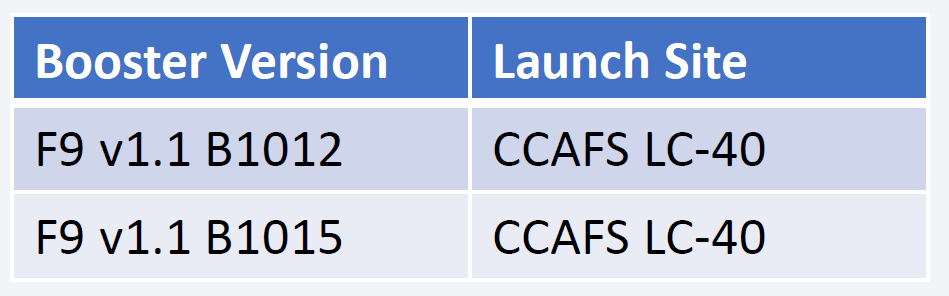 Booster Version Launch Site
F9 v1.1 B1012 CCAFS LC-40
F9 v1.1 B1015 CCAFS LC-40